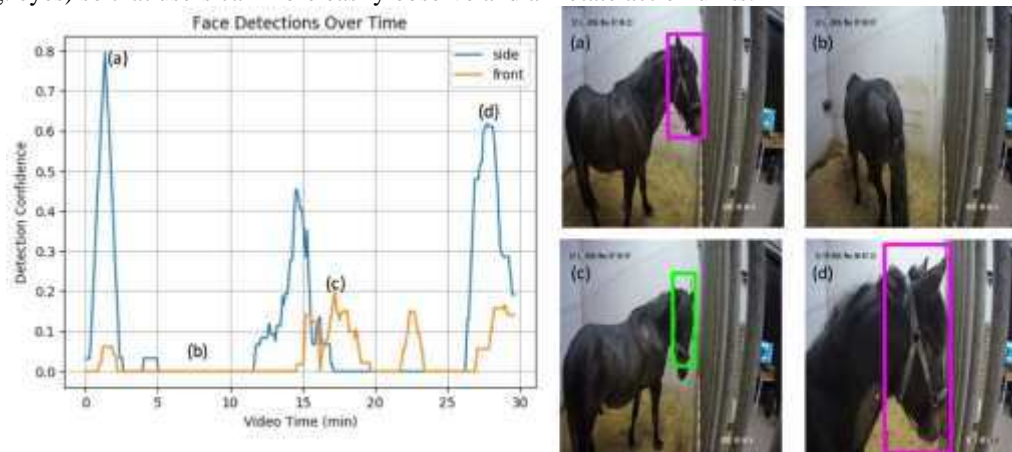 Face Detections Over Time
side
front
(a)
(b)
(c)
(d)
Detection Confidence
0.8
0.7
0.6
0.5
0.4
0.3
0.2
0.1
0.0
0
5
10
15
20
25
30
Video Time (min)
(a)
(b)
(c)
(d)